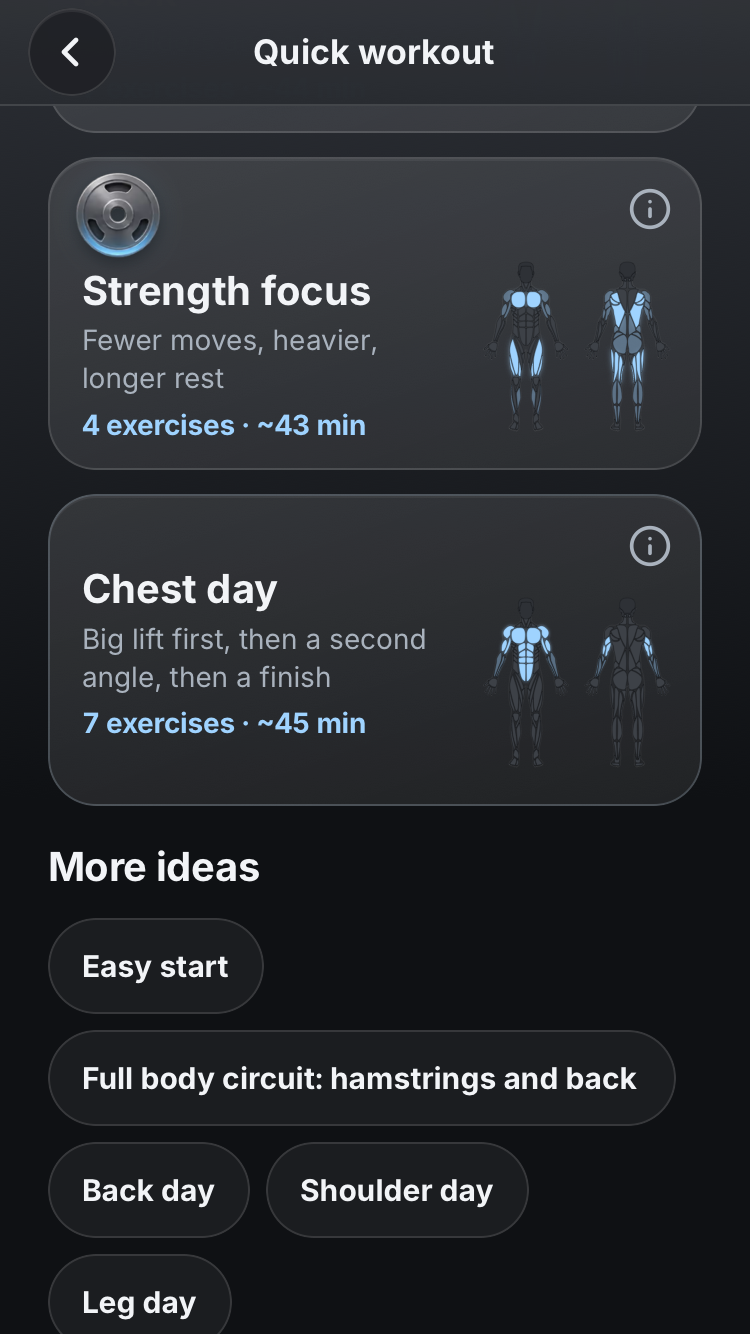 Quick workout
Strength focus
Fewer moves, heavier,
longer rest
4 exercises · ~43 min
Chest day
Big lift first, then a second
angle, then a finish
7 exercises · ~45 min
More ideas
Easy start
Full body circuit: hamstrings and back
Back day
Shoulder day
Leg day